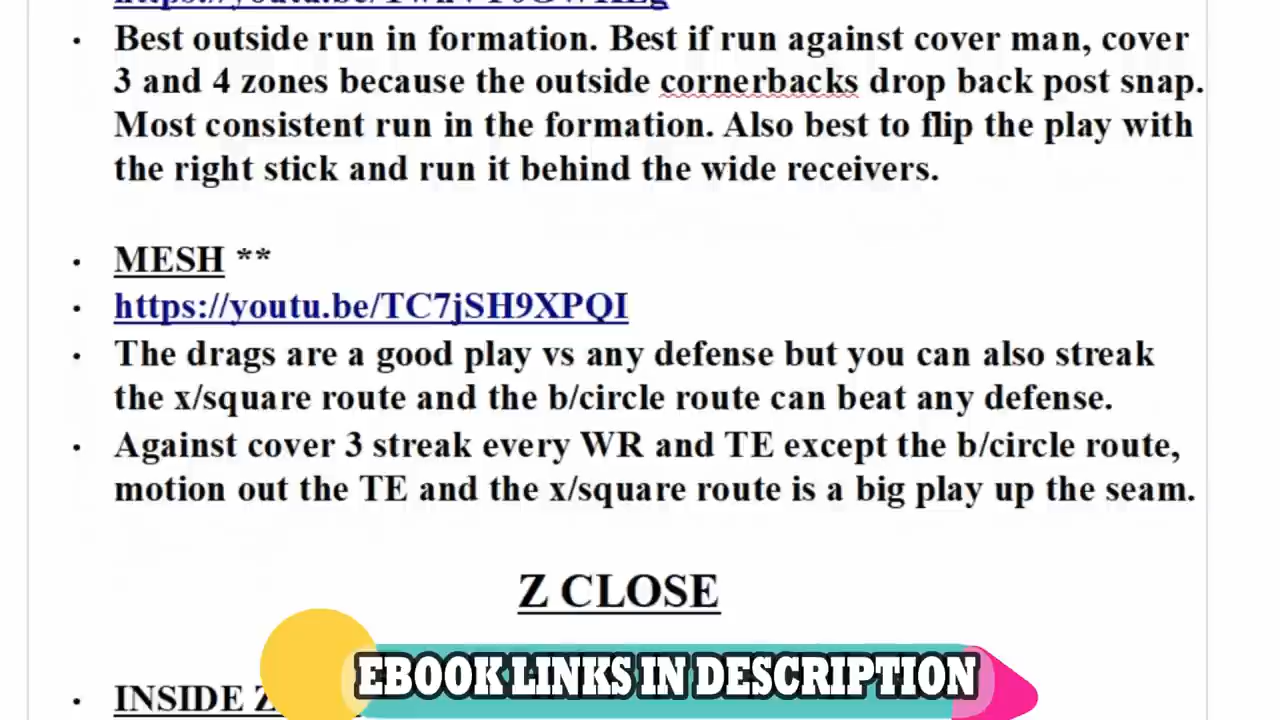 Best outside run in formation. Best if run against cover man, cover
3 and 4 zones because the outside cornerbacks drop back post snap.
Most consistent run in the formation. Also best to flip the play with
the right stick and run it behind the wide receivers.
MESH **
https://youtu.be/TC7jSH9XPQI
The drags are a good play vs any defense but you can also streak
the x/square route and the b/circle route can beat any defense.
Against cover 3 streak every WR and TE except the b/circle route,
motion out the TE and the x/square route is a big play up the seam.
Z CLOSE
EBOOK LINKS IN DESCRIPTION
INSIDE